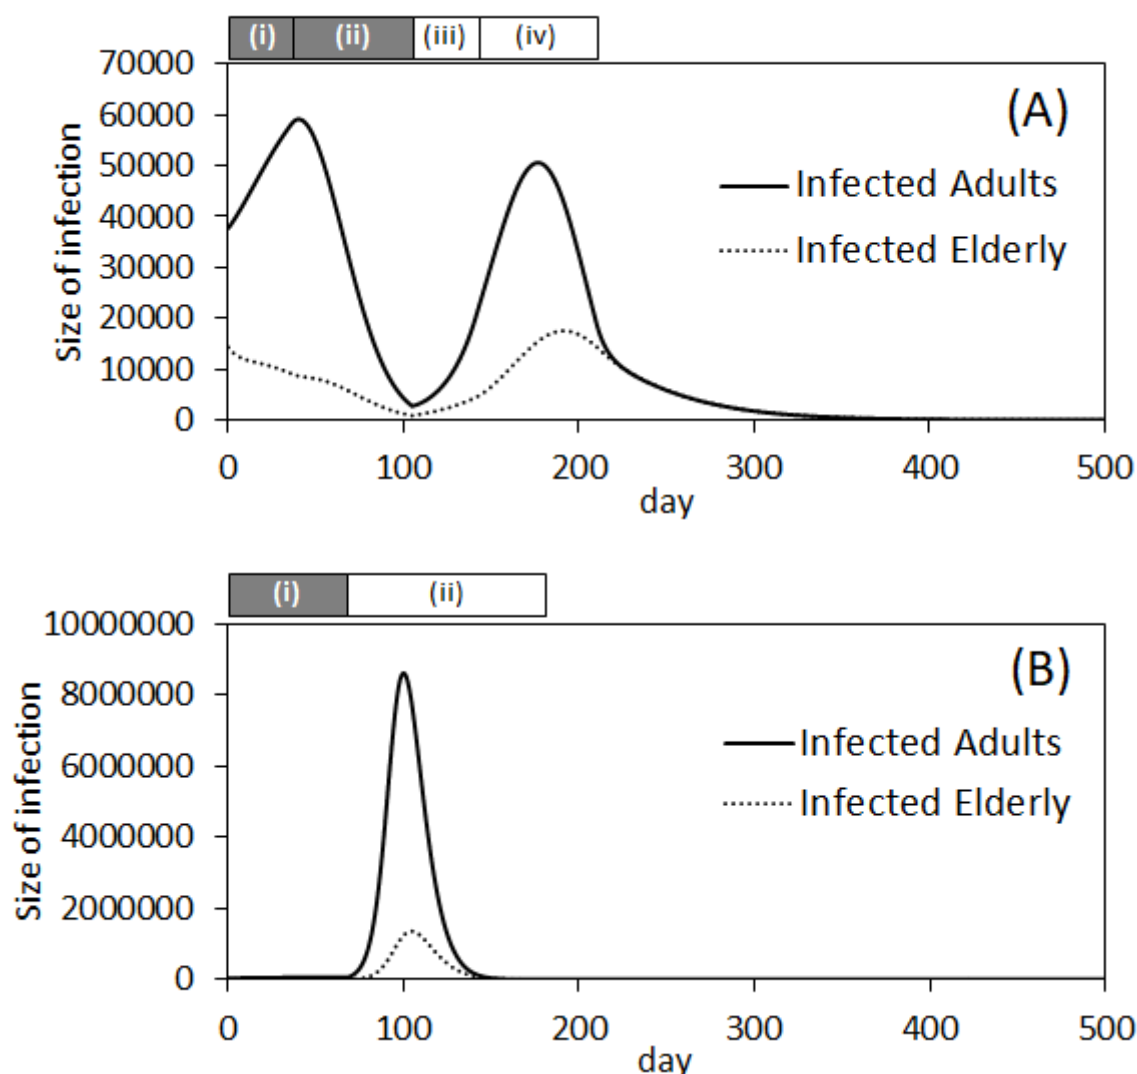 (i) (ii) (iii) (iv)
70000
60000
50000
40000
30000
20000
10000
0
Size of infection
(A)
Infected Adults
Infected Elderly
0 100 200 300 400 500
day
(i) (ii)
10000000
8000000
6000000
4000000
2000000
0
Size of infection
(B)
Infected Adults
Infected Elderly
0 100 200 300 400 500
day